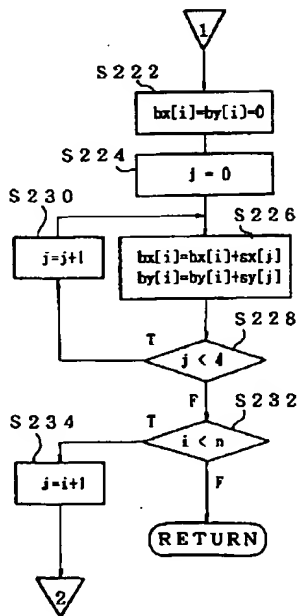 1
S222
bx[i]=by[i]=0
S224
j = 0
S230
S226
j=j+1
bx[i]=bx[i]+sx[j]
by[i]=by[i]+sy[j]
S228
T
j < 4
F
S234
S232
T
i < n
j=i+1
F
RETURN
2